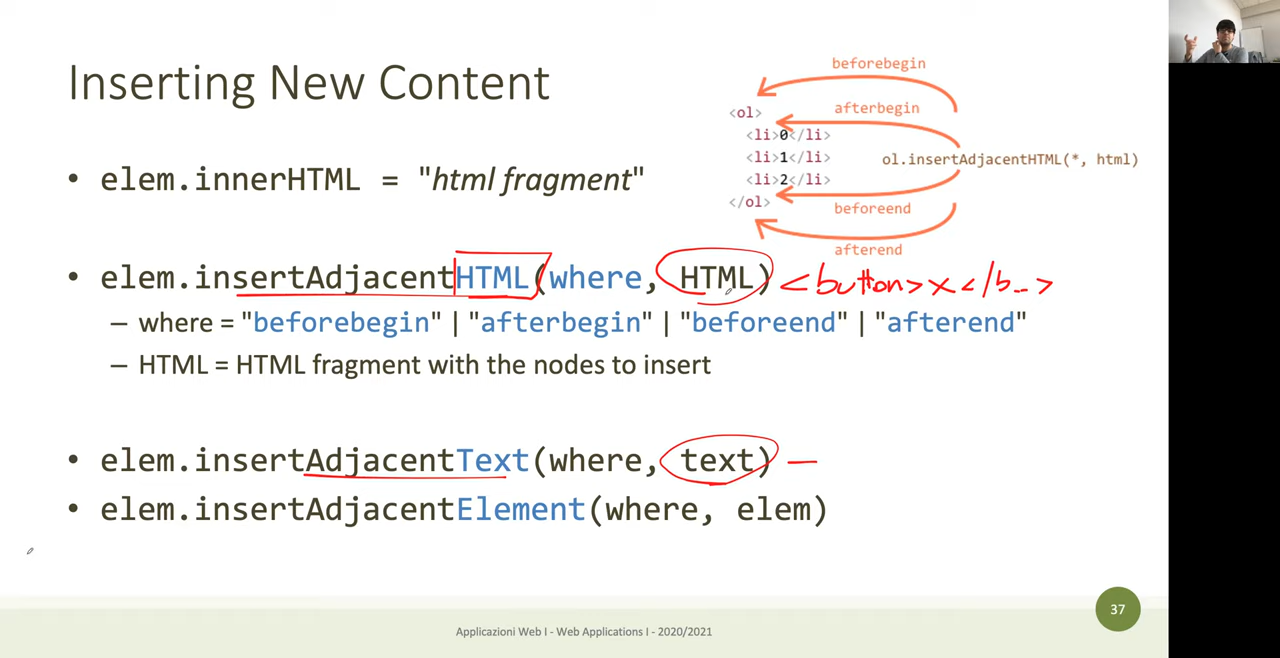 Inserting New Content
beforebegin
afterbegin
<ol>
<li>0</li>
<li>1</li>
<li>2</li>
</ol>
ol.insertAdjacentHTML(*, html)
beforeend
afterend
• elem.innerHTML = "html fragment"
• elem.insertAdjacentHTML(where, HTML) <button>x</b...>
– where = "beforebegin" | "afterbegin" | "beforeend" | "afterend"
– HTML = HTML fragment with the nodes to insert
• elem.insertAdjacentText(where, text) —
• elem.insertAdjacentElement(where, elem)
37
Applicazioni Web I - Web Applications I - 2020/2021